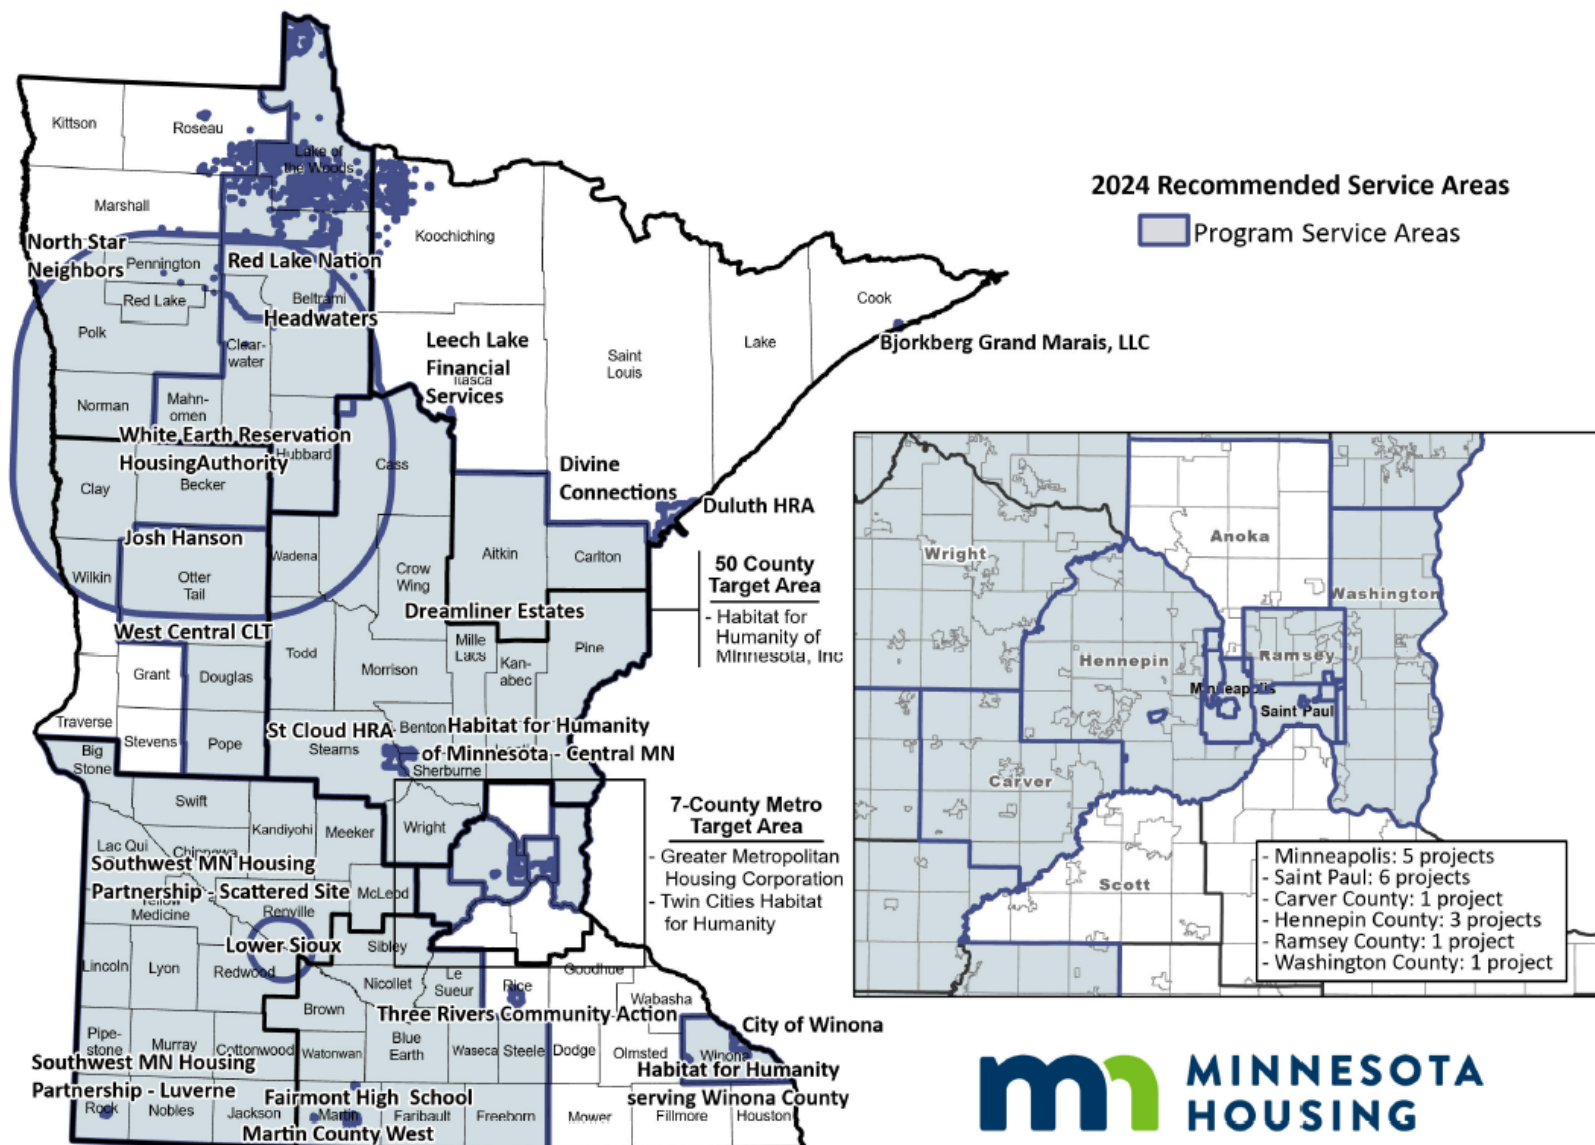 Kittson
Roseau
Lake of
the Woods
2024 Recommended Service Areas
Program Service Areas
Marshall
Koochiching
North Star
Neighbors
Pennington
Red Lake Nation
Red Lake
Beltrami
Cook
Headwaters
Polk
Clear-
water
Leech Lake
Financial
Services
Itasca
Saint
Louis
Lake
Bjorkberg Grand Marais, LLC
Norman
Mahn-
omen
White Earth Reservation
HousingAuthority
Hubbard
Cass
Clay
Becker
Divine
Connections
Duluth HRA
Josh Hanson
Wadena
Aitkin
Carlton
Wilkin
Otter
Tail
Crow
Wing
50 County
Target Area
- Habitat for
Humanity of
Minnesota, Inc
Dreamliner Estates
West Central CLT
Todd
Mille
Lacs
Kan-
abec
Pine
Grant
Douglas
Morrison
Traverse
Stevens
Pope
St Cloud HRA
Stearns
Benton
Habitat for Humanity
of Minnesota - Central MN
Sherburne
Big
Stone
Swift
Kandiyohi
Meeker
Wright
7-County Metro
Target Area
- Greater Metropolitan
Housing Corporation
- Twin Cities Habitat
for Humanity
Lac Qui
Chippewa
Southwest MN Housing
Partnership - Scattered Site
McLeod
Yellow
Medicine
Renville
Lower Sioux
Sibley
Lincoln
Lyon
Redwood
Nicollet
Le
Sueur
Rice
Goodhue
Wabasha
Brown
Three Rivers Community Action
City of Winona
Pipe-
stone
Murray
Cottonwood
Watonwan
Blue
Earth
Waseca
Steele
Dodge
Olmsted
Winona
Southwest MN Housing
Partnership - Luverne
Habitat for Humanity
serving Winona County
Rock
Nobles
Jackson
Fairmont High School
Martin
Faribault
Freeborn
Mower
Fillmore
Houston
Martin County West
Anoka
Wright
Washington
Hennepin
Ramsey
Minneapolis
Saint Paul
Carver
Scott
- Minneapolis: 5 projects
- Saint Paul: 6 projects
- Carver County: 1 project
- Hennepin County: 3 projects
- Ramsey County: 1 project
- Washington County: 1 project
mn MINNESOTA
HOUSING